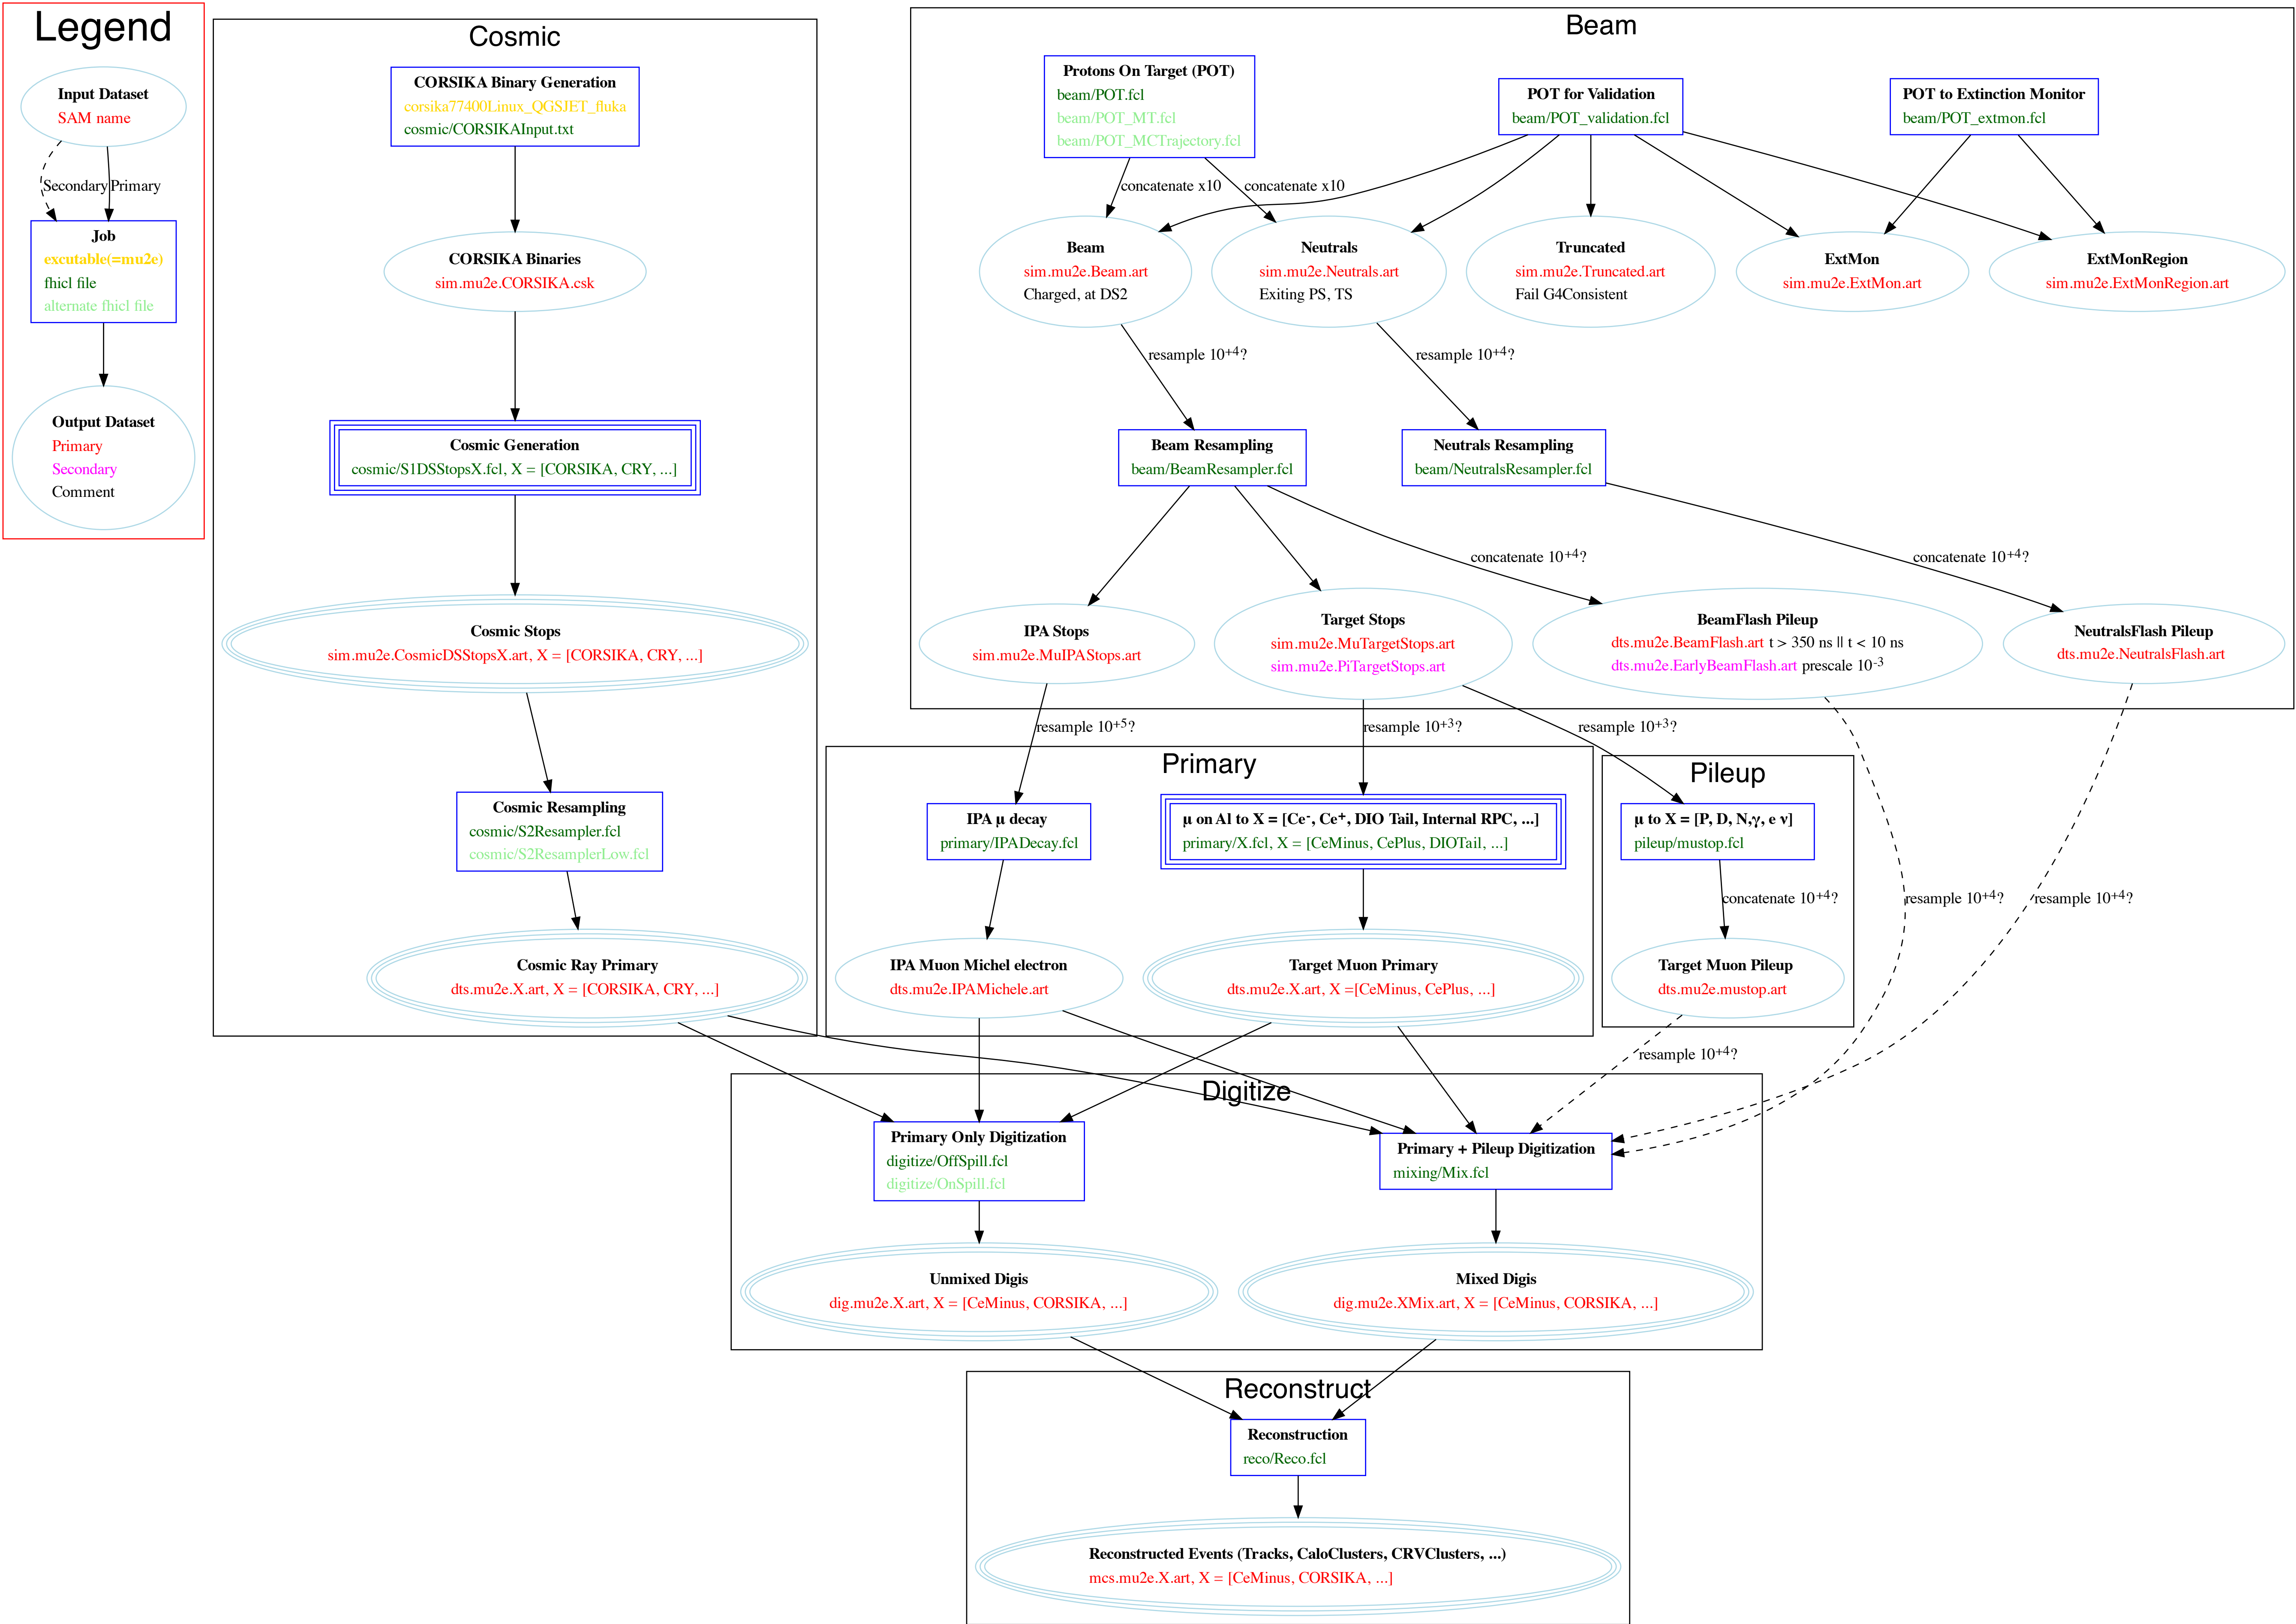 Legend
Input Dataset
SAM name
Secondary
Primary
Job
excutable(=mu2e)
fhicl file
alternate fhicl file
Output Dataset
Primary
Secondary
Comment
Cosmic
CORSIKA Binary Generation
corsika77400Linux_QGSJET_fluka
cosmic/CORSIKAInput.txt
CORSIKA Binaries
sim.mu2e.CORSIKA.csk
Cosmic Generation
cosmic/S1DSStopsX.fcl, X = [CORSIKA, CRY, ...]
Cosmic Stops
sim.mu2e.CosmicDSStopsX.art, X = [CORSIKA, CRY, ...]
Cosmic Resampling
cosmic/S2Resampler.fcl
cosmic/S2ResamplerLow.fcl
Cosmic Ray Primary
dts.mu2e.X.art, X = [CORSIKA, CRY, ...]
Beam
Protons On Target (POT)
beam/POT.fcl
beam/POT_MT.fcl
beam/POT_MCTrajectory.fcl
POT for Validation
beam/POT_validation.fcl
POT to Extinction Monitor
beam/POT_extmon.fcl
concatenate x10
concatenate x10
Beam
sim.mu2e.Beam.art
Charged, at DS2
Neutrals
sim.mu2e.Neutrals.art
Exiting PS, TS
Truncated
sim.mu2e.Truncated.art
Fail G4Consistent
ExtMon
sim.mu2e.ExtMon.art
ExtMonRegion
sim.mu2e.ExtMonRegion.art
resample 10+4?
resample 10+4?
Beam Resampling
beam/BeamResampler.fcl
Neutrals Resampling
beam/NeutralsResampler.fcl
concatenate 10+4?
concatenate 10+4?
IPA Stops
sim.mu2e.MuIPAStops.art
Target Stops
sim.mu2e.MuTargetStops.art
sim.mu2e.PiTargetStops.art
BeamFlash Pileup
dts.mu2e.BeamFlash.art t > 350 ns || t < 10 ns
dts.mu2e.EarlyBeamFlash.art prescale 10-3
NeutralsFlash Pileup
dts.mu2e.NeutralsFlash.art
resample 10+5?
resample 10+3?
resample 10+3?
Primary
IPA µ decay
primary/IPADecay.fcl
µ on Al to X = [Ce-, Ce+, DIO Tail, Internal RPC, ...]
primary/X.fcl, X = [CeMinus, CePlus, DIOTail, ...]
IPA Muon Michel electron
dts.mu2e.IPAMichele.art
Target Muon Primary
dts.mu2e.X.art, X =[CeMinus, CePlus, ...]
Pileup
µ to X = [P, D, N,γ, e ν]
pileup/mustop.fcl
concatenate 10+4?
Target Muon Pileup
dts.mu2e.mustop.art
resample 10+4?
resample 10+4?
resample 10+4?
Digitize
Primary Only Digitization
digitize/OffSpill.fcl
digitize/OnSpill.fcl
Primary + Pileup Digitization
mixing/Mix.fcl
Unmixed Digis
dig.mu2e.X.art, X = [CeMinus, CORSIKA, ...]
Mixed Digis
dig.mu2e.XMix.art, X = [CeMinus, CORSIKA, ...]
Reconstruct
Reconstruction
reco/Reco.fcl
Reconstructed Events (Tracks, CaloClusters, CRVClusters, ...)
mcs.mu2e.X.art, X = [CeMinus, CORSIKA, ...]